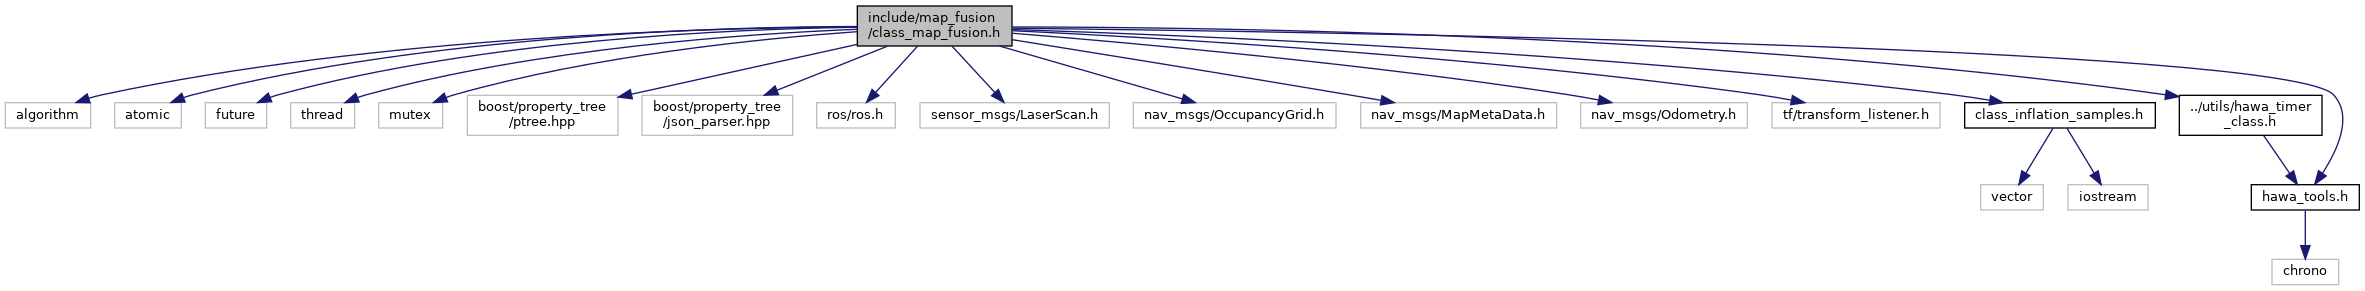 include/map_fusion
/class_map_fusion.h
algorithm
atomic
future
thread
mutex
boost/property_tree
/ptree.hpp
boost/property_tree
/json_parser.hpp
ros/ros.h
sensor_msgs/LaserScan.h
nav_msgs/OccupancyGrid.h
nav_msgs/MapMetaData.h
nav_msgs/Odometry.h
tf/transform_listener.h
class_inflation_samples.h
../utils/hawa_timer
_class.h
vector
iostream
hawa_tools.h
chrono